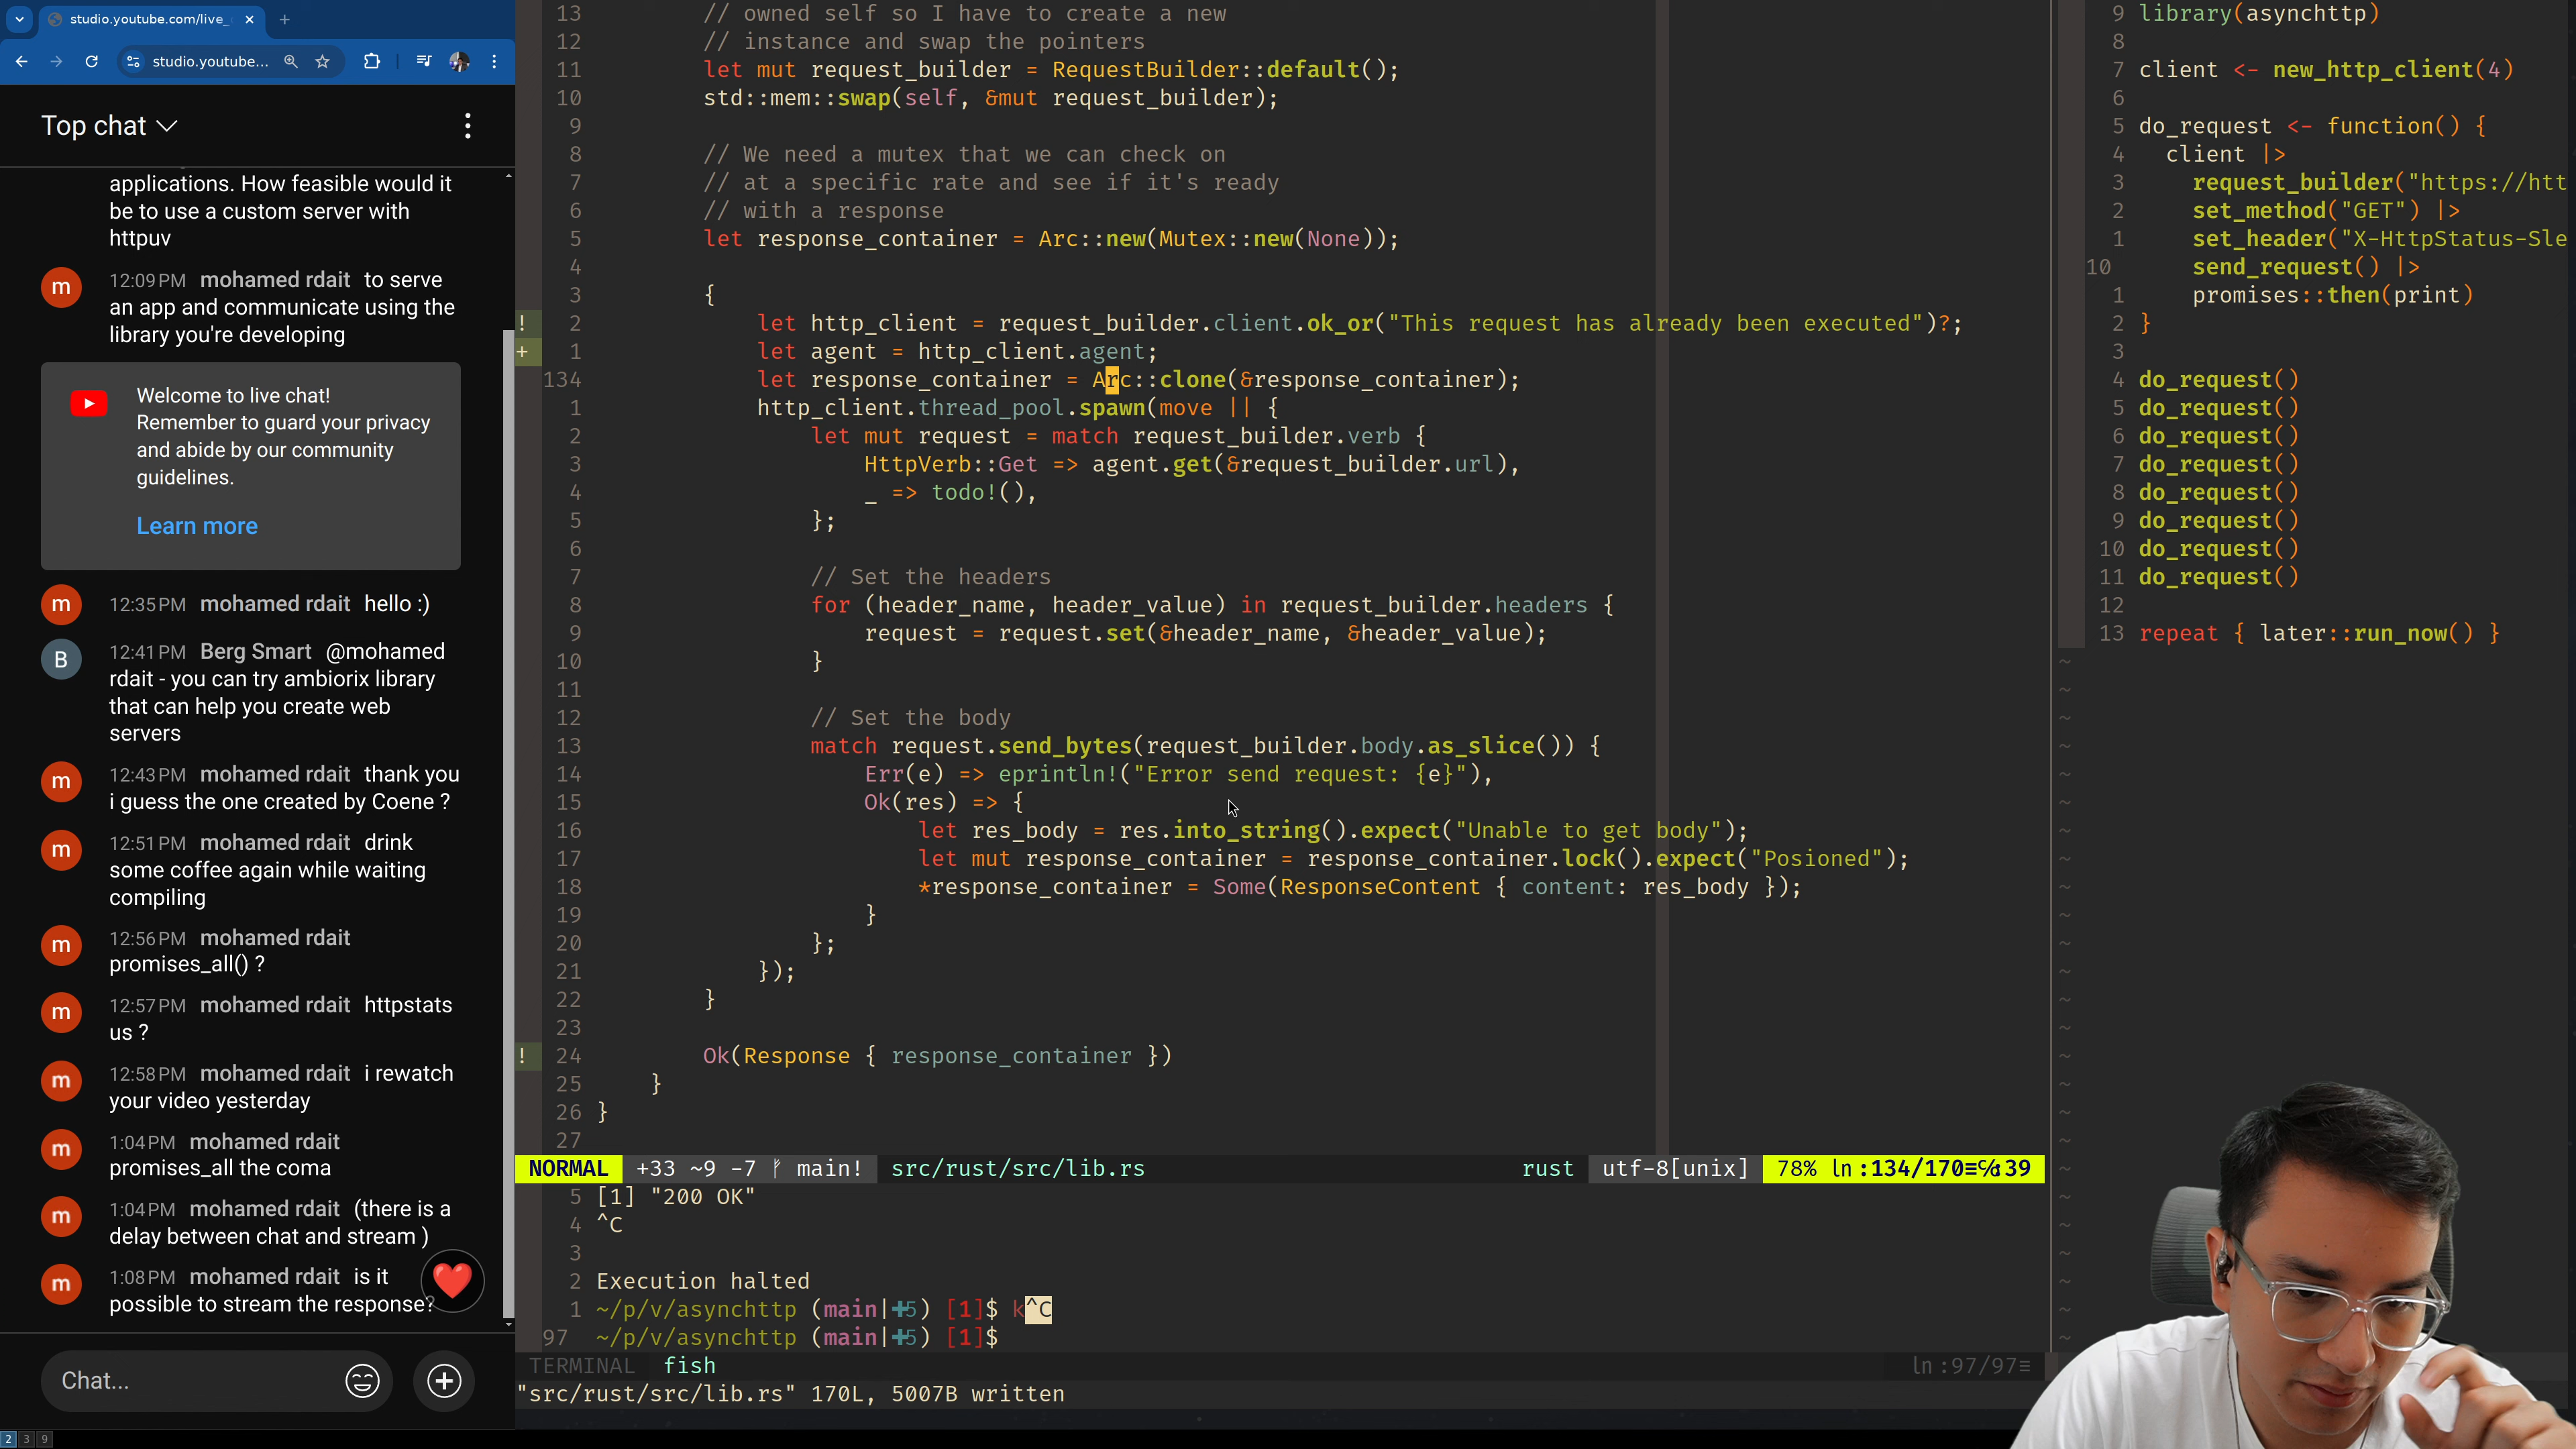 studio.youtube.com/live_
studio.youtube...
Top chat
applications. How feasible would it
be to use a custom server with
httpuv
m
12:09 PM mohamed rdait to serve
an app and communicate using the
library you're developing
Welcome to live chat!
Remember to guard your privacy
and abide by our community
guidelines.
Learn more
m
12:35 PM mohamed rdait hello :)
B
12:41 PM Berg Smart @mohamed
rdait - you can try ambiorix library
that can help you create web
servers
m
12:43 PM mohamed rdait thank you
i guess the one created by Coene ?
m
12:51 PM mohamed rdait drink
some coffee again while waiting
compiling
m
12:56 PM mohamed rdait
promises_all() ?
m
12:57 PM mohamed rdait httpstats
us ?
m
12:58 PM mohamed rdait i rewatch
your video yesterday
m
1:04 PM mohamed rdait
promises_all the coma
m
1:04 PM mohamed rdait (there is a
delay between chat and stream )
m
1:08 PM mohamed rdait is it
possible to stream the response?
Chat...
2 3 9
13 // owned self so I have to create a new
12 // instance and swap the pointers
11 let mut request_builder = RequestBuilder::default();
10 std::mem::swap(self, &mut request_builder);
9
8 // We need a mutex that we can check on
7 // at a specific rate and see if it's ready
6 // with a response
5 let response_container = Arc::new(Mutex::new(None));
4
3 {
! 2 let http_client = request_builder.client.ok_or("This request has already been executed")?;
+ 1 let agent = http_client.agent;
134 let response_container = Arc::clone(&response_container);
1 http_client.thread_pool.spawn(move || {
2 let mut request = match request_builder.verb {
3 HttpVerb::Get => agent.get(&request_builder.url),
4 _ => todo!(),
5 };
6
7 // Set the headers
8 for (header_name, header_value) in request_builder.headers {
9 request = request.set(&header_name, &header_value);
10 }
11
12 // Set the body
13 match request.send_bytes(request_builder.body.as_slice()) {
14 Err(e) => eprintln!("Error send request: {e}"),
15 Ok(res) => {
16 let res_body = res.into_string().expect("Unable to get body");
17 let mut response_container = response_container.lock().expect("Posioned");
18 *response_container = Some(ResponseContent { content: res_body });
19 }
20 };
21 });
22 }
23
! 24 Ok(Response { response_container })
25 }
26 }
27
NORMAL +33 ~9 -7 main! src/rust/src/lib.rs rust utf-8[unix] 78% ln :134/170 39
5 [1] "200 OK"
4 ^C
3
2 Execution halted
1 ~/p/v/asynchttp (main|✚5) [1]$ k^C
97 ~/p/v/asynchttp (main|✚5) [1]$
TERMINAL fish ln :97/97
"src/rust/src/lib.rs" 170L, 5007B written
9 library(asynchttp)
8
7 client <- new_http_client(4)
6
5 do_request <- function() {
4 client |>
3 request_builder("https://htt
2 set_method("GET") |>
1 set_header("X-HttpStatus-Sle
10 send_request() |>
1 promises::then(print)
2 }
3
4 do_request()
5 do_request()
6 do_request()
7 do_request()
8 do_request()
9 do_request()
10 do_request()
11 do_request()
12
13 repeat { later::run_now() }